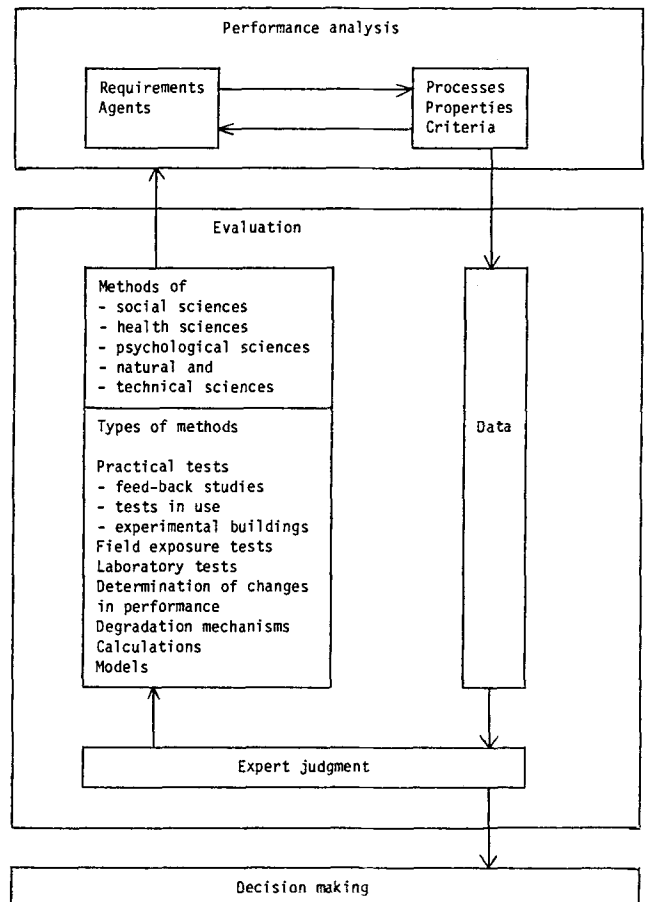 Performance analysis
Requirements
Agents
Processes
Properties
Criteria
Evaluation
Methods of
- social sciences
- health sciences
- psychological sciences
- natural and
- technical sciences
Types of methods
Practical tests
- feed-back studies
- tests in use
- experimental buildings
Field exposure tests
Laboratory tests
Determination of changes
in performance
Degradation mechanisms
Calculations
Models
Data
Expert judgment
Decision making